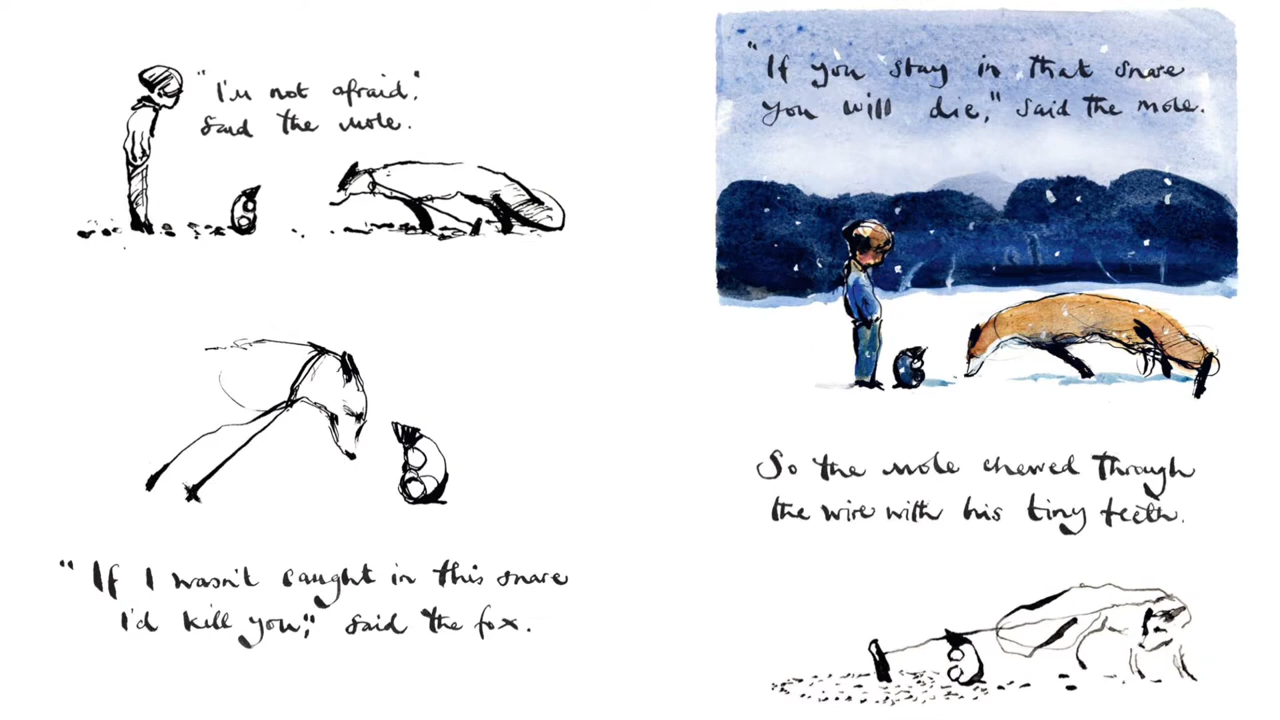 "I'm not afraid,"
said the mole.
"If I wasn't caught in this snare
I'd kill you," said the fox.
"If you stay in that snare
you will die," said the mole.
So the mole chewed through
the wire with his tiny teeth.